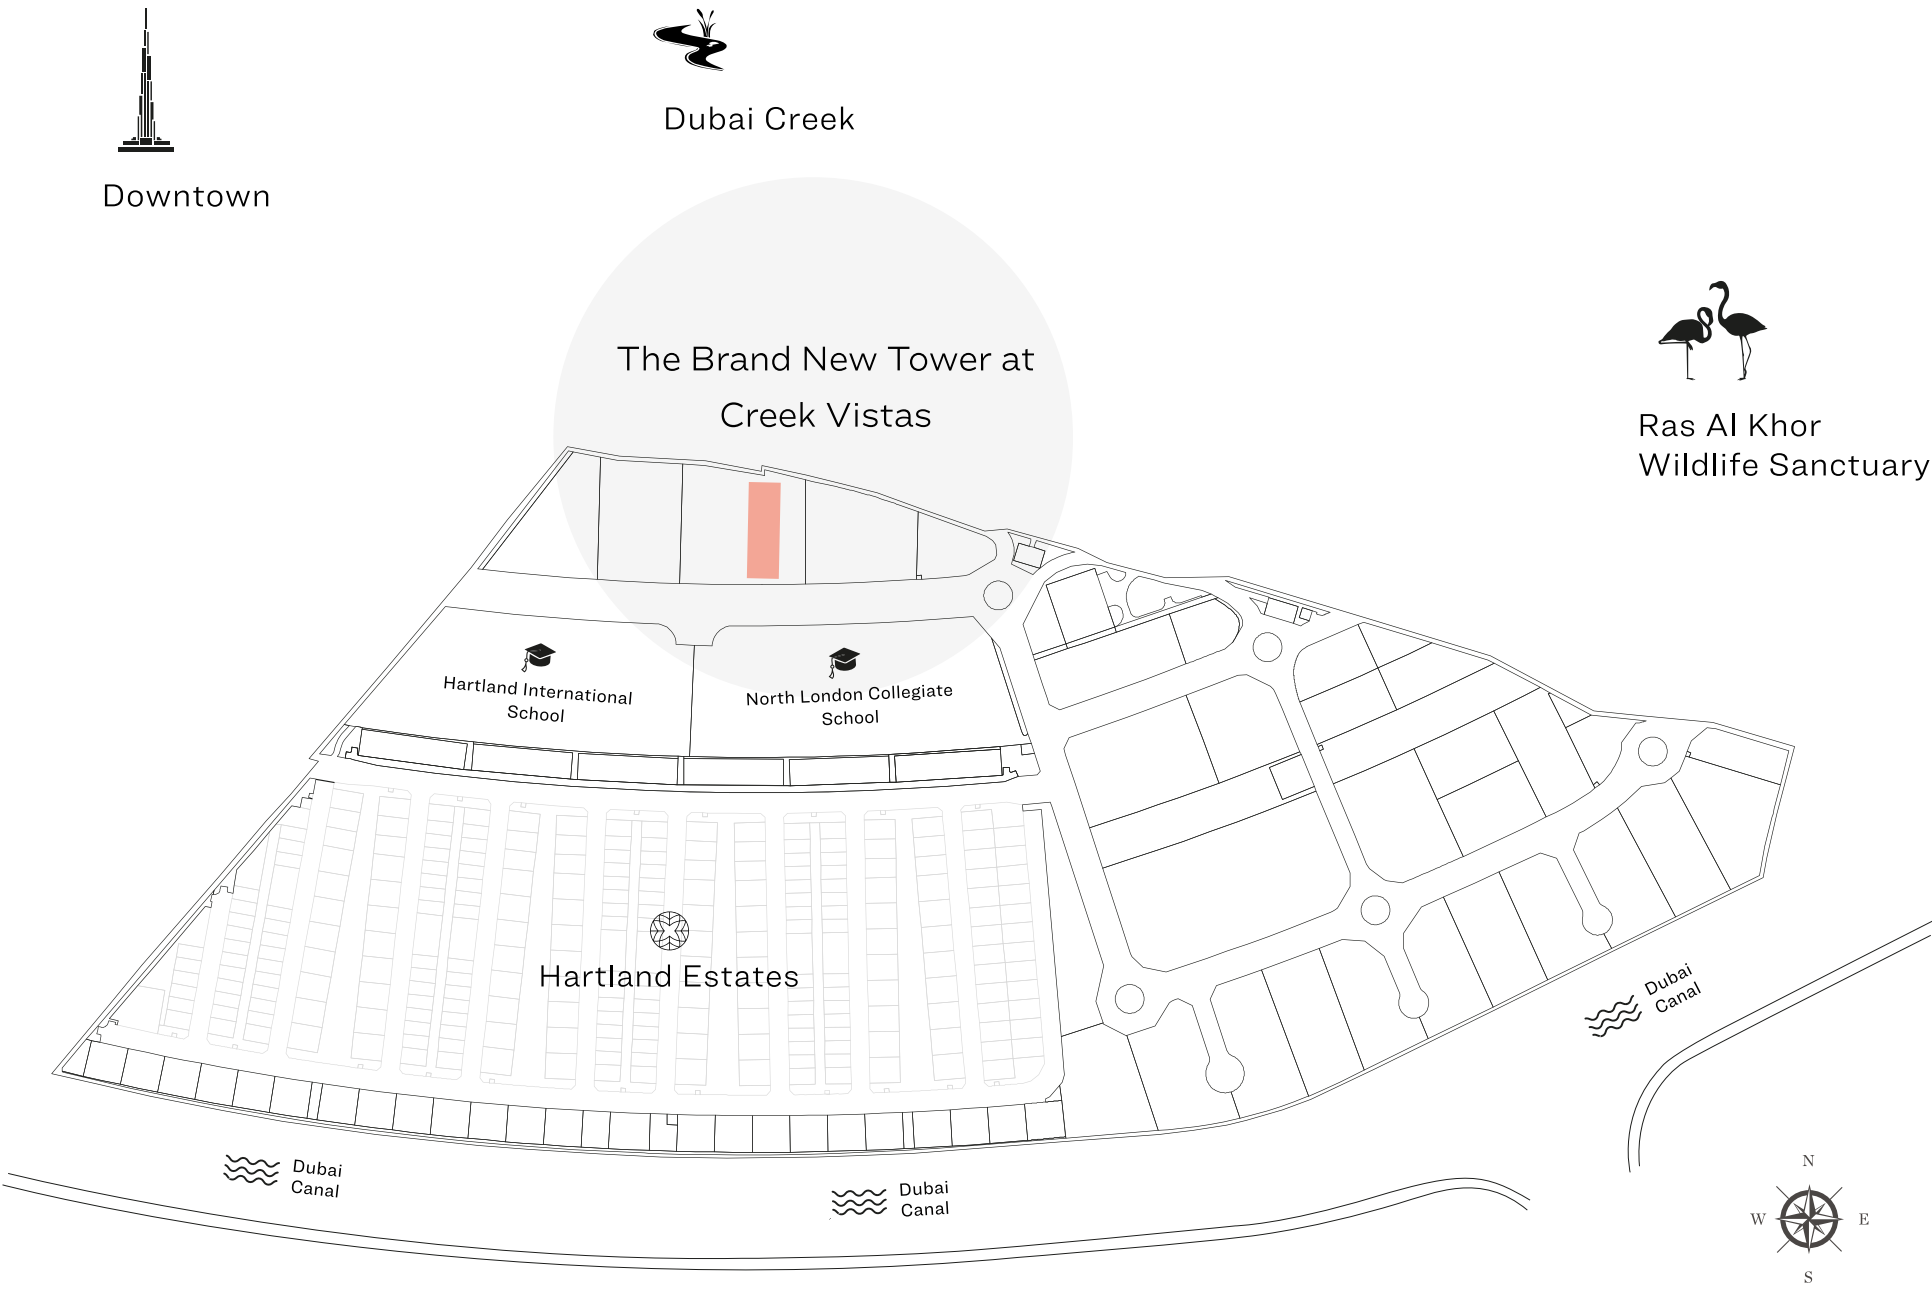 Dubai Creek
Downtown
The Brand New Tower at
Creek Vistas
Ras Al Khor
Wildlife Sanctuary
Hartland International
School
North London Collegiate
School
Hartland Estates
Dubai
Canal
Dubai
Canal
Dubai
Canal
N
W
E
S